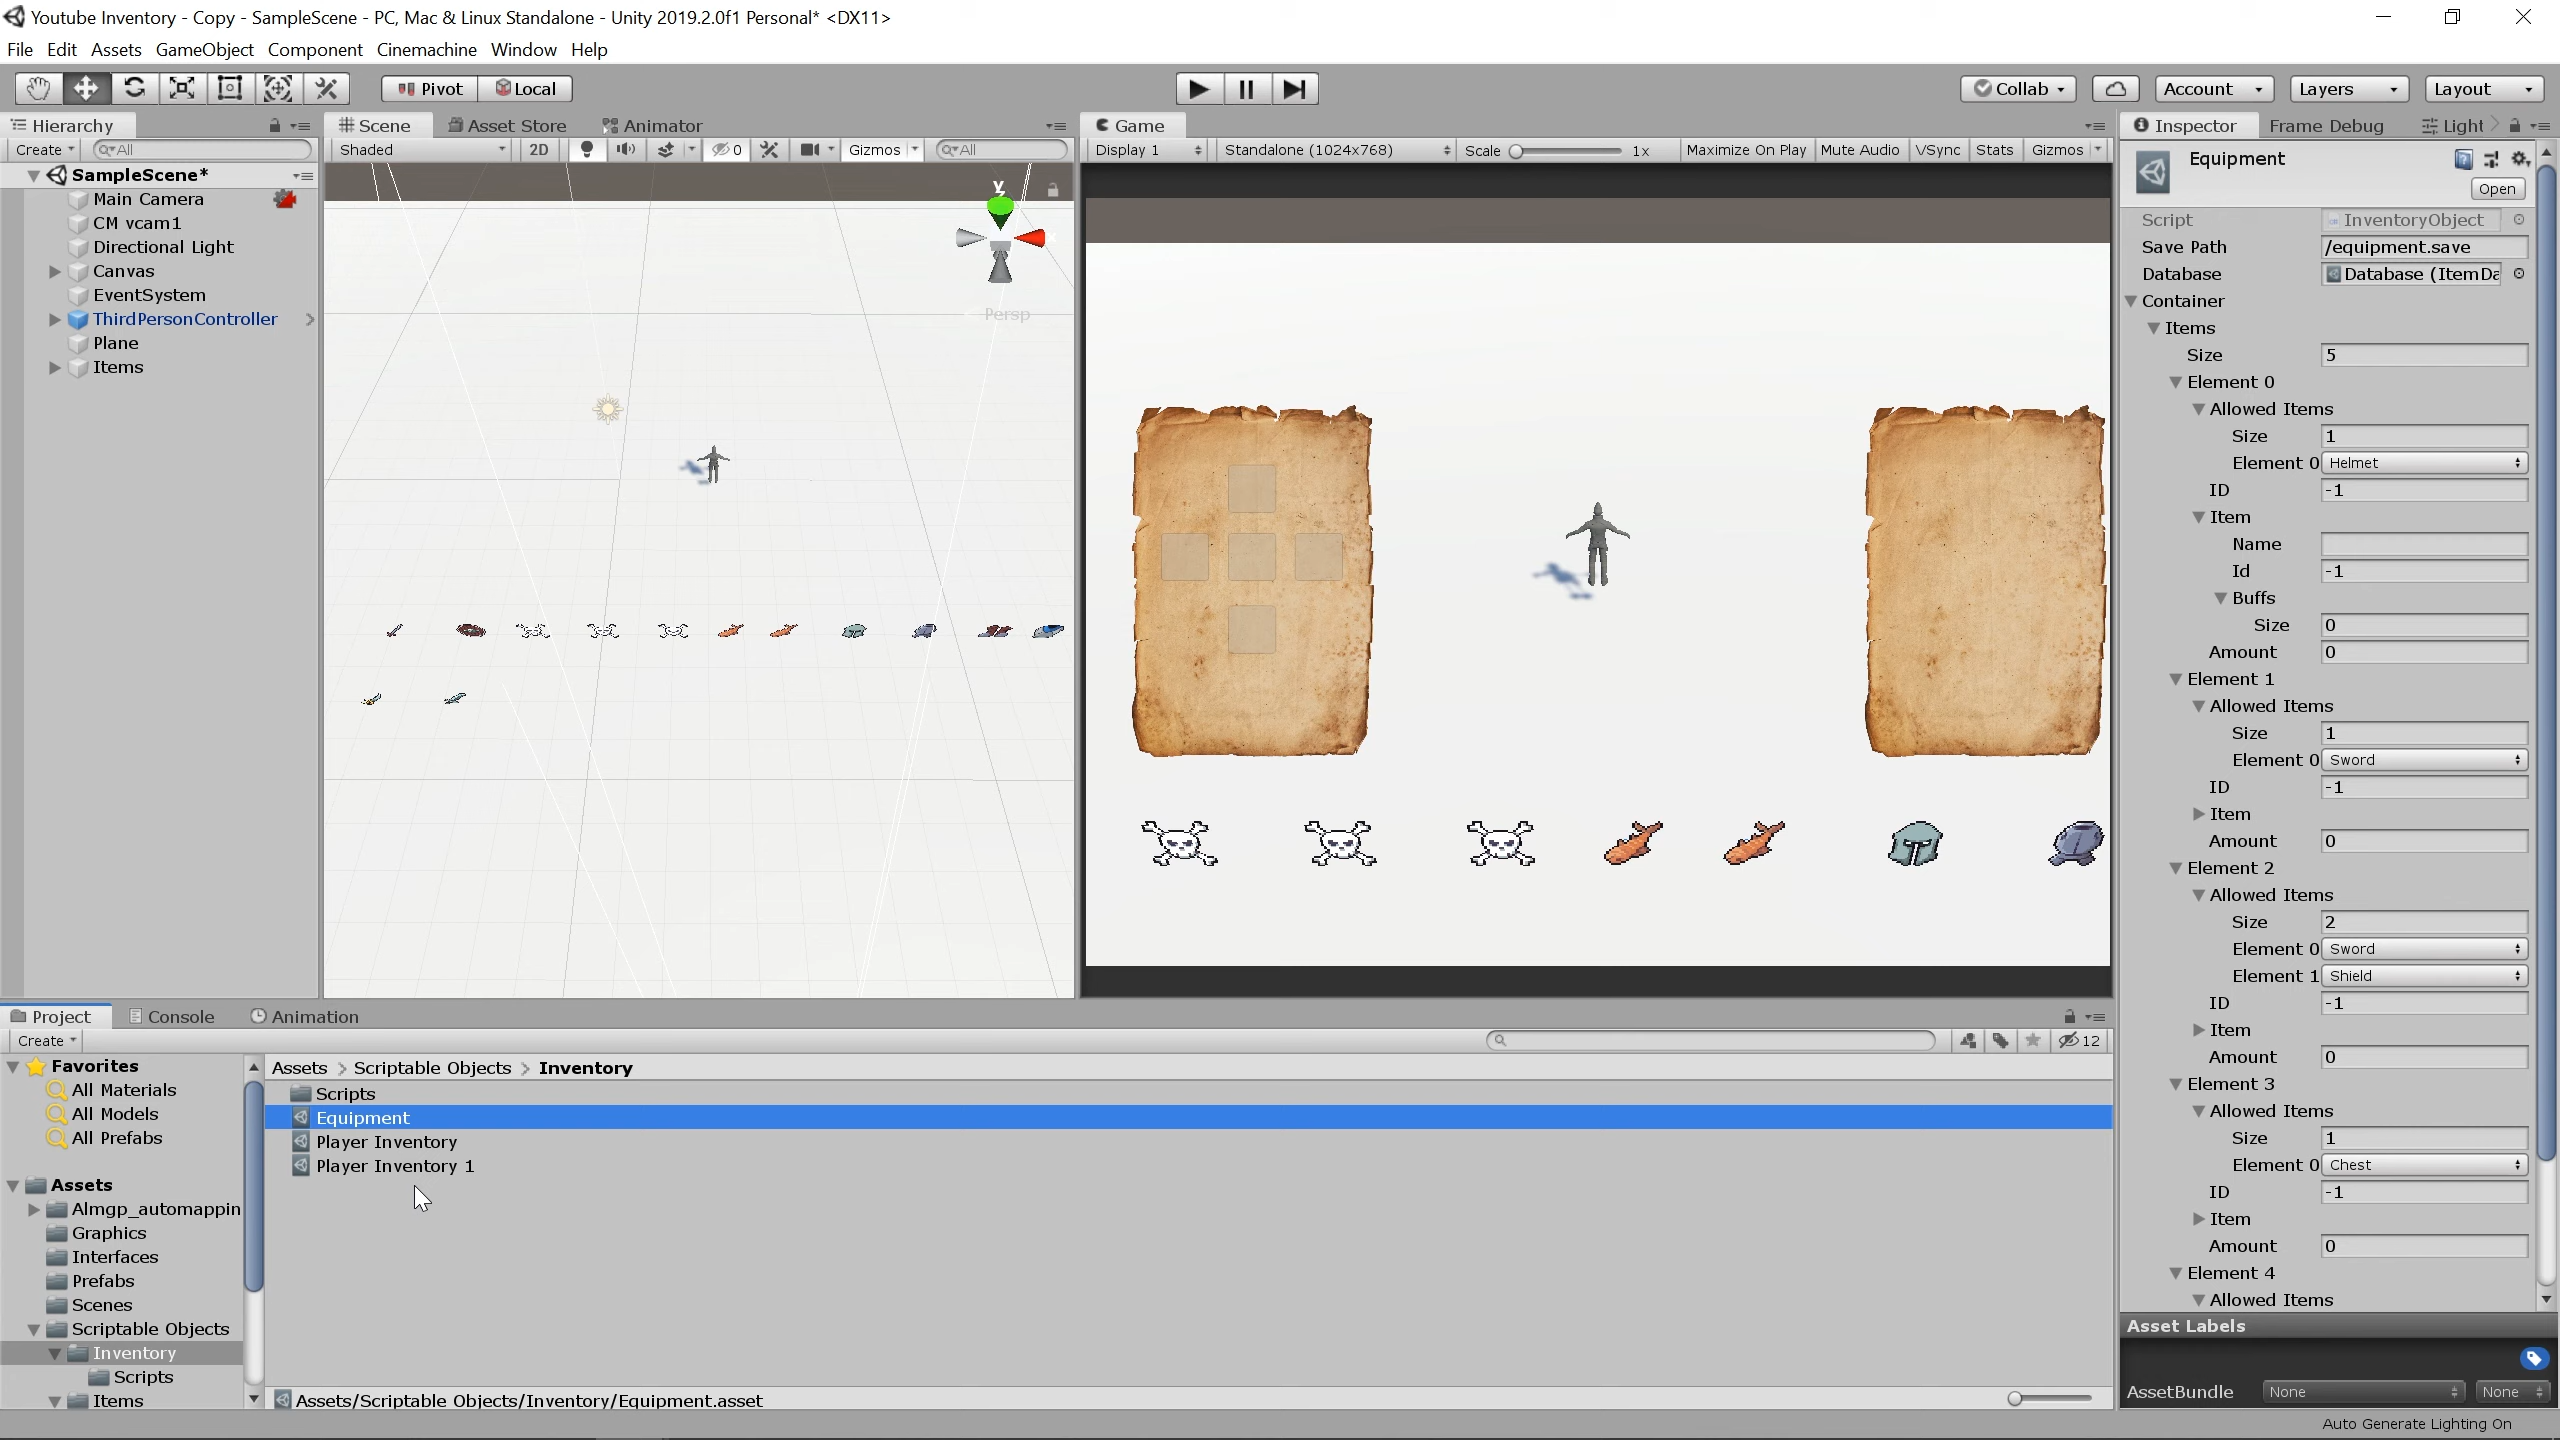 Youtube Inventory - Copy - SampleScene - PC, Mac & Linux Standalone - Unity 2019.2.0f1 Personal* <DX11>
File Edit Assets GameObject Component Cinemachine Window Help
Pivot Local Collab Account Layers Layout
Hierarchy
Create All
SampleScene*
Main Camera
CM vcam1
Directional Light
Canvas
EventSystem
ThirdPersonController
Plane
Items
Scene Asset Store Animator
Shaded 2D 0 Gizmos All
y
Persp
Game
Display 1 Standalone (1024x768) Scale 1x Maximize On Play Mute Audio VSync Stats Gizmos
Inspector Frame Debug Light
Equipment
Open
Script InventoryObject
Save Path /equipment.save
Database Database (ItemDa
Container
Items
Size 5
Element 0
Allowed Items
Size 1
Element 0 Helmet
ID -1
Item
Name
Id -1
Buffs
Size 0
Amount 0
Element 1
Allowed Items
Size 1
Element 0 Sword
ID -1
Item
Amount 0
Element 2
Allowed Items
Size 2
Element 0 Sword
Element 1 Shield
ID -1
Item
Amount 0
Element 3
Allowed Items
Size 1
Element 0 Chest
ID -1
Item
Amount 0
Element 4
Allowed Items
Asset Labels
AssetBundle None None
Project Console Animation
Create 12
Favorites
All Materials
All Models
All Prefabs
Assets
Almgp_automappin
Graphics
Interfaces
Prefabs
Scenes
Scriptable Objects
Inventory
Scripts
Items
Assets > Scriptable Objects > Inventory
Scripts
Equipment
Player Inventory
Player Inventory 1
Assets/Scriptable Objects/Inventory/Equipment.asset
Auto Generate Lighting On